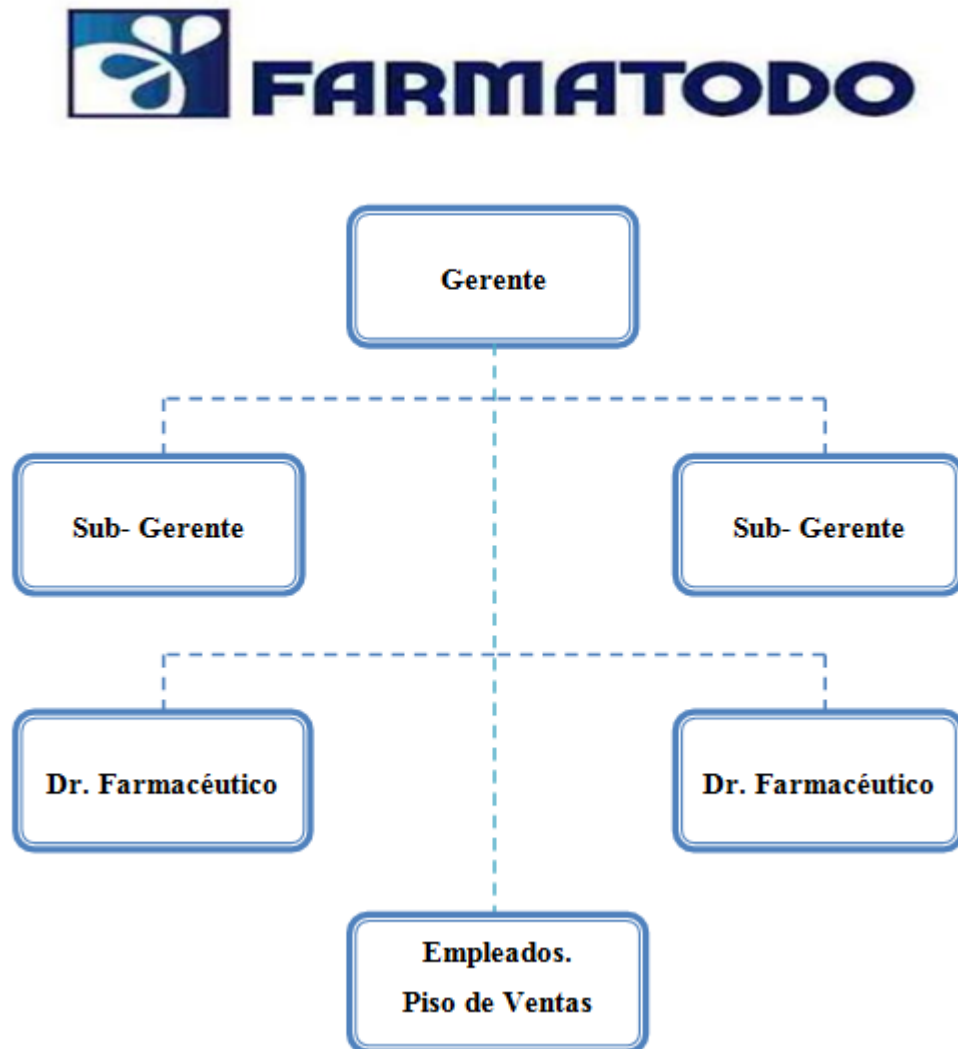 FARMATODO
Gerente
Sub- Gerente
Sub- Gerente
Dr. Farmacéutico
Dr. Farmacéutico
Empleados.
Piso de Ventas